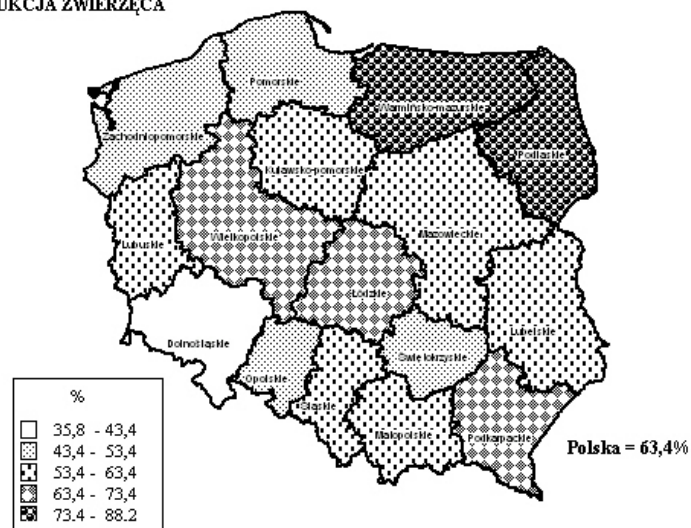 UKCJA ZWIERZĘCA
Pomorskie
Warmińsko-mazurskie
Zachodniopomorskie
Podlaskie
Kujawsko-pomorskie
Wielkopolskie
Mazowieckie
Lubuskie
Łódzkie
Lubelskie
Dolnośląskie
Świętokrzyskie
Opolskie
Śląskie
Małopolskie
Podkarpackie
Polska = 63,4%
%
35,8 - 43,4
43,4 - 53,4
53,4 - 63,4
63,4 - 73,4
73.4 - 88.2